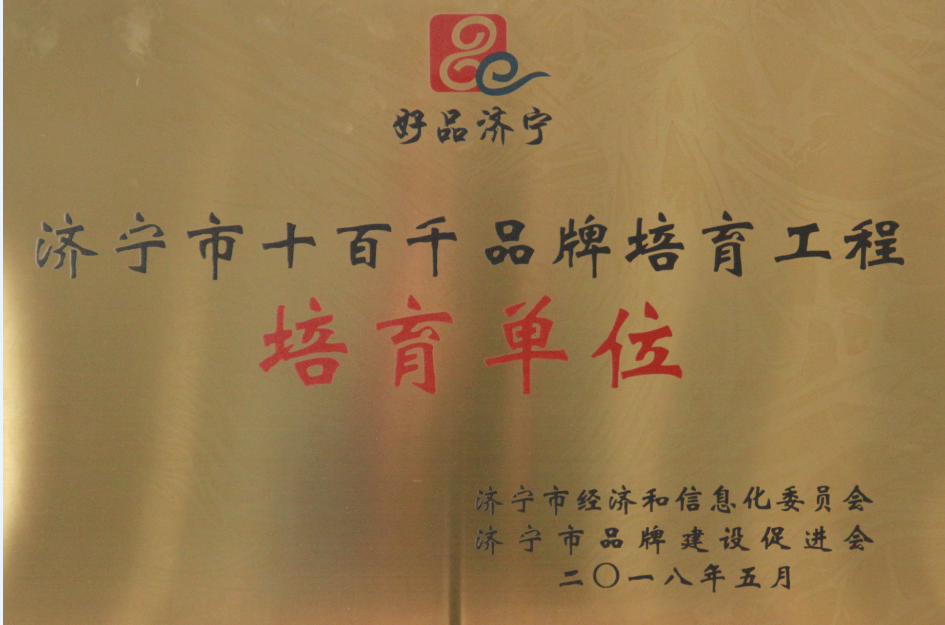 好品济宁
济宁市十百千品牌培育工程
培育单位
济宁市经济和信息化委员会
济宁市品牌建设促进会
二〇一八年五月